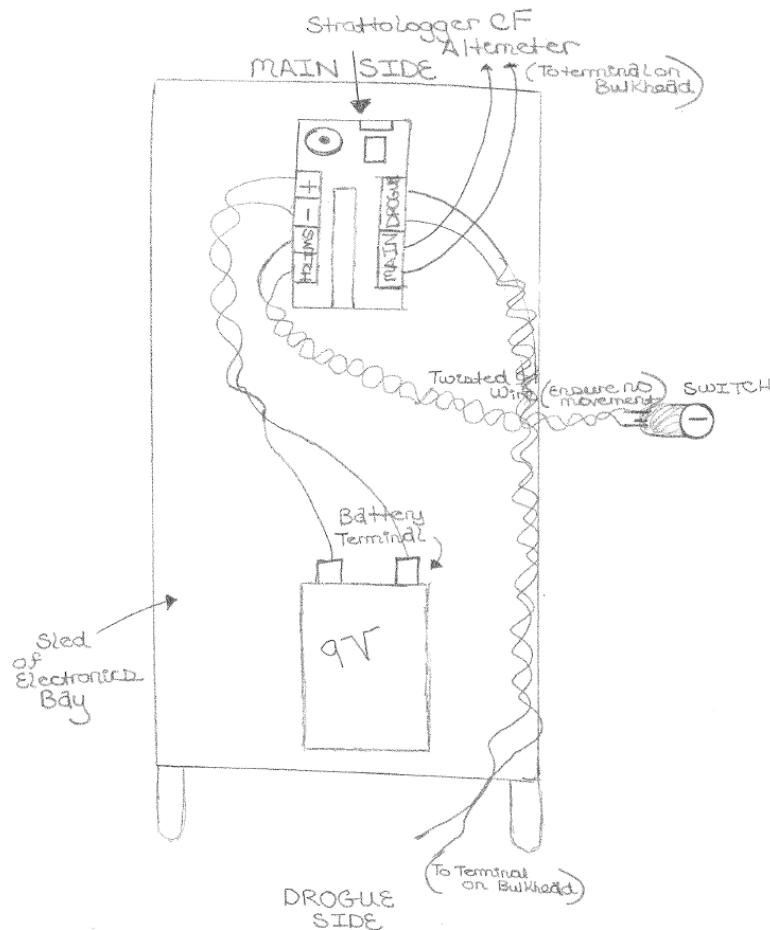 Strattologger CF
Altemeter
MAIN SIDE
(To terminal on
Bulkhead)
+
-
SWITCH
DROGUE
MAIN
Twisted
Wire
(Ensure no
movement)
SWITCH
Battery
Terminal
9V
Sled
of
Electronics
Bay
(To Terminal
on Bulkhead)
DROGUE
SIDE